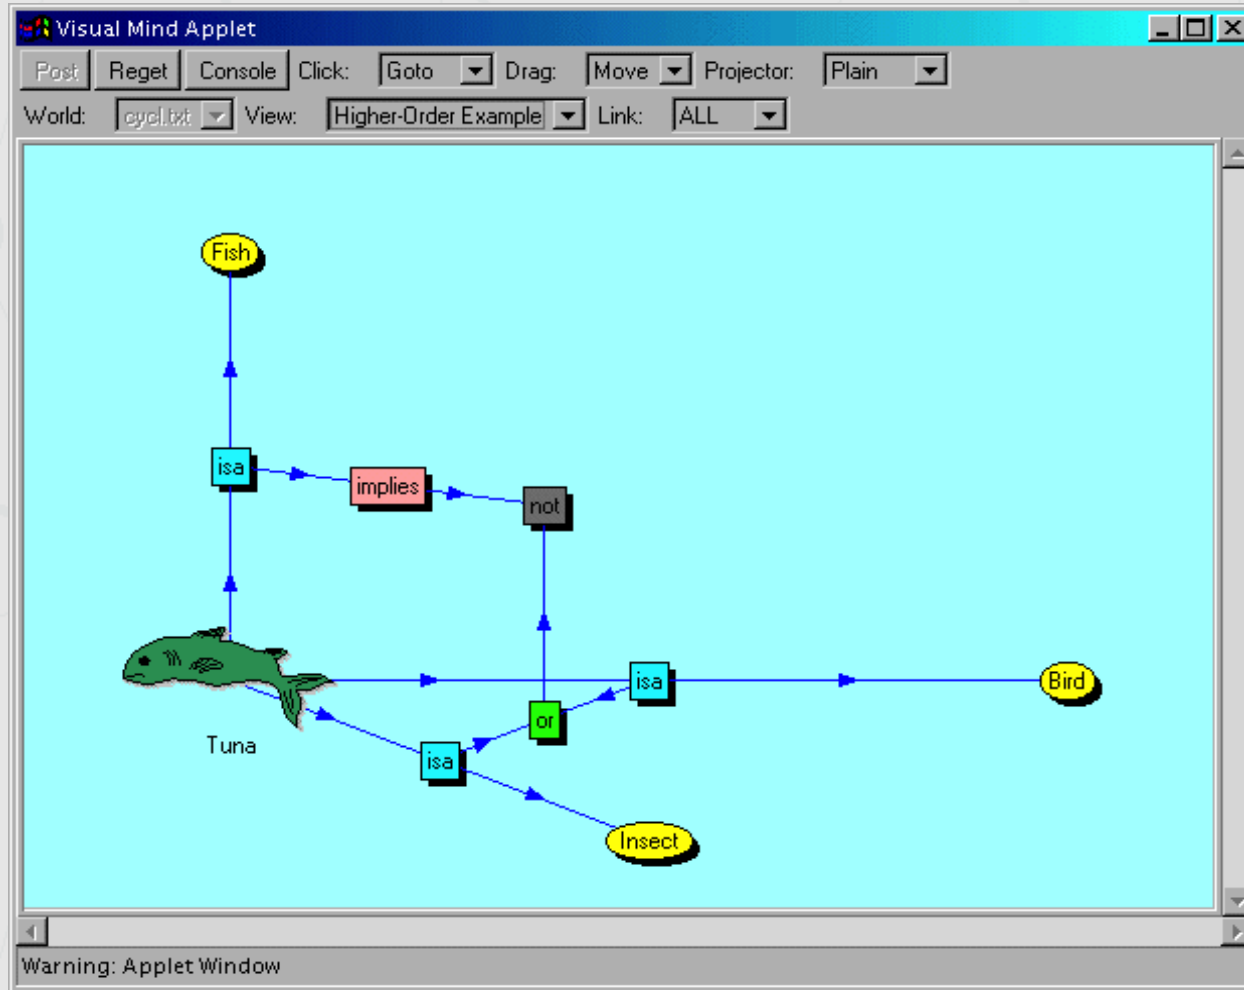 Visual Mind Applet
Post Reget Console Click: Goto Drag: Move Projector: Plain
World: cycl.txt View: Higher-Order Example Link: ALL
Fish
isa
implies
not
isa
Bird
or
Tuna
isa
Insect
Warning: Applet Window